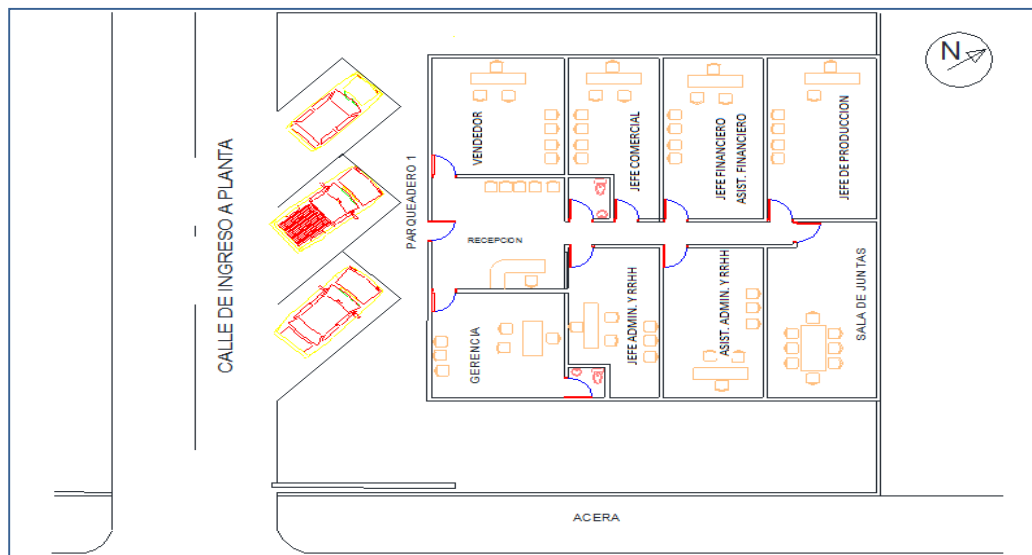 N
CALLE DE INGRESO A PLANTA
PARQUEADERO 1
VENDEDOR
JEFE COMERCIAL
JEFE FINANCIERO
ASIST. FINANCIERO
JEFE DE PRODUCCION
RECEPCION
GERENCIA
JEFE ADMIN. Y RRHH
ASIST. ADMIN. Y RRHH
SALA DE JUNTAS
ACERA